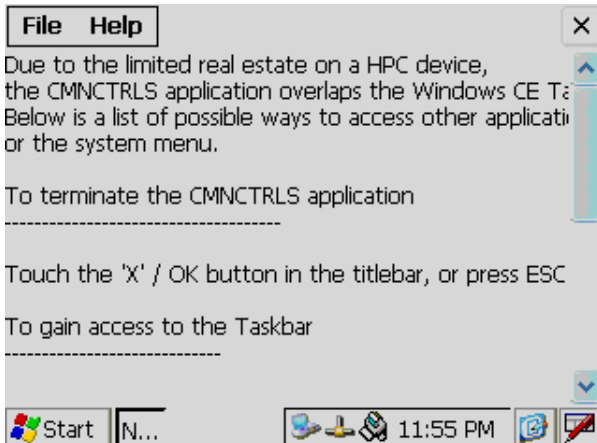 File Help
Due to the limited real estate on a HPC device,
the CMNCTRLS application overlaps the Windows CE Ta
Below is a list of possible ways to access other applicati
or the system menu.
To terminate the CMNCTRLS application
-----------------------------------
Touch the 'X' / OK button in the titlebar, or press ESC
To gain access to the Taskbar
---------------------------
Start N... 11:55 PM